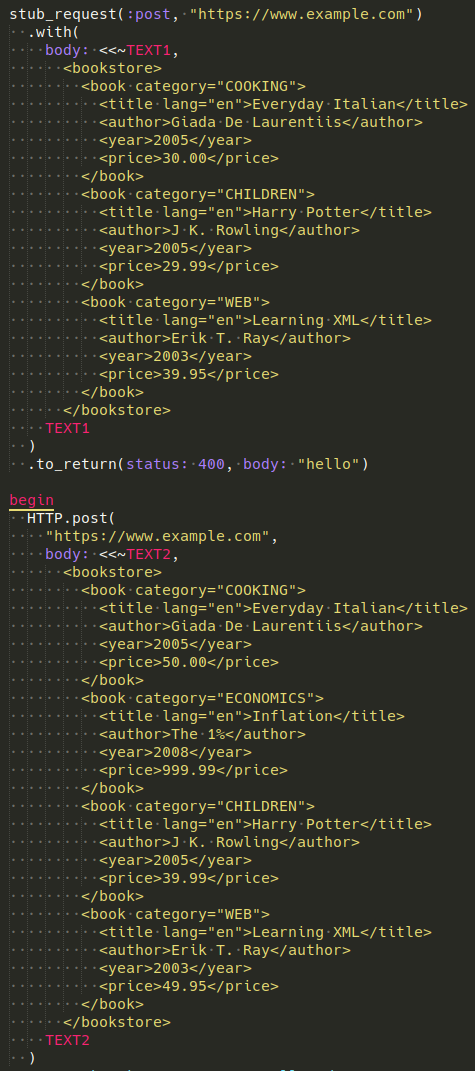 stub_request(:post, "https://www.example.com")
  .with(
    body: <<~TEXT1,
      <bookstore>
        <book category="COOKING">
          <title lang="en">Everyday Italian</title>
          <author>Giada De Laurentiis</author>
          <year>2005</year>
          <price>30.00</price>
        </book>
        <book category="CHILDREN">
          <title lang="en">Harry Potter</title>
          <author>J K. Rowling</author>
          <year>2005</year>
          <price>29.99</price>
        </book>
        <book category="WEB">
          <title lang="en">Learning XML</title>
          <author>Erik T. Ray</author>
          <year>2003</year>
          <price>39.95</price>
        </book>
      </bookstore>
    TEXT1
  )
  .to_return(status: 400, body: "hello")

begin
  HTTP.post(
    "https://www.example.com",
    body: <<~TEXT2,
      <bookstore>
        <book category="COOKING">
          <title lang="en">Everyday Italian</title>
          <author>Giada De Laurentiis</author>
          <year>2005</year>
          <price>50.00</price>
        </book>
        <book category="ECONOMICS">
          <title lang="en">Inflation</title>
          <author>The 1%</author>
          <year>2008</year>
          <price>999.99</price>
        </book>
        <book category="CHILDREN">
          <title lang="en">Harry Potter</title>
          <author>J K. Rowling</author>
          <year>2005</year>
          <price>39.99</price>
        </book>
        <book category="WEB">
          <title lang="en">Learning XML</title>
          <author>Erik T. Ray</author>
          <year>2003</year>
          <price>49.95</price>
        </book>
      </bookstore>
    TEXT2
  )